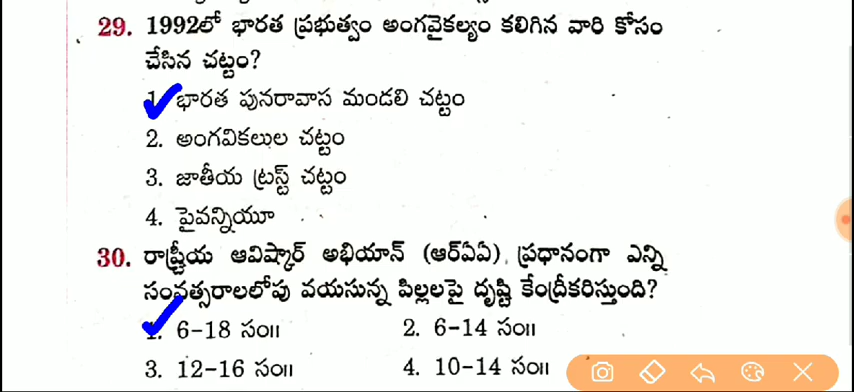 29. 1992లో భారత ప్రభుత్వం అంగవైకల్యం కలిగిన వారి కోసం
చేసిన చట్టం?
1. భారత పునరావాస మండలి చట్టం
2. అంగవికలుల చట్టం
3. జాతీయ ట్రస్ట్ చట్టం
4. పైవన్నియూ
30. రాష్ట్రీయ ఆవిష్కార్ అభియాన్ (ఆర్ఏఏ) ప్రధానంగా ఎన్ని
సంవత్సరాలలోపు వయసున్న పిల్లలపై దృష్టి కేంద్రీకరిస్తుంది?
1. 6-18 సం॥ 2. 6-14 సం॥
3. 12-16 సం॥ 4. 10-14 సం॥